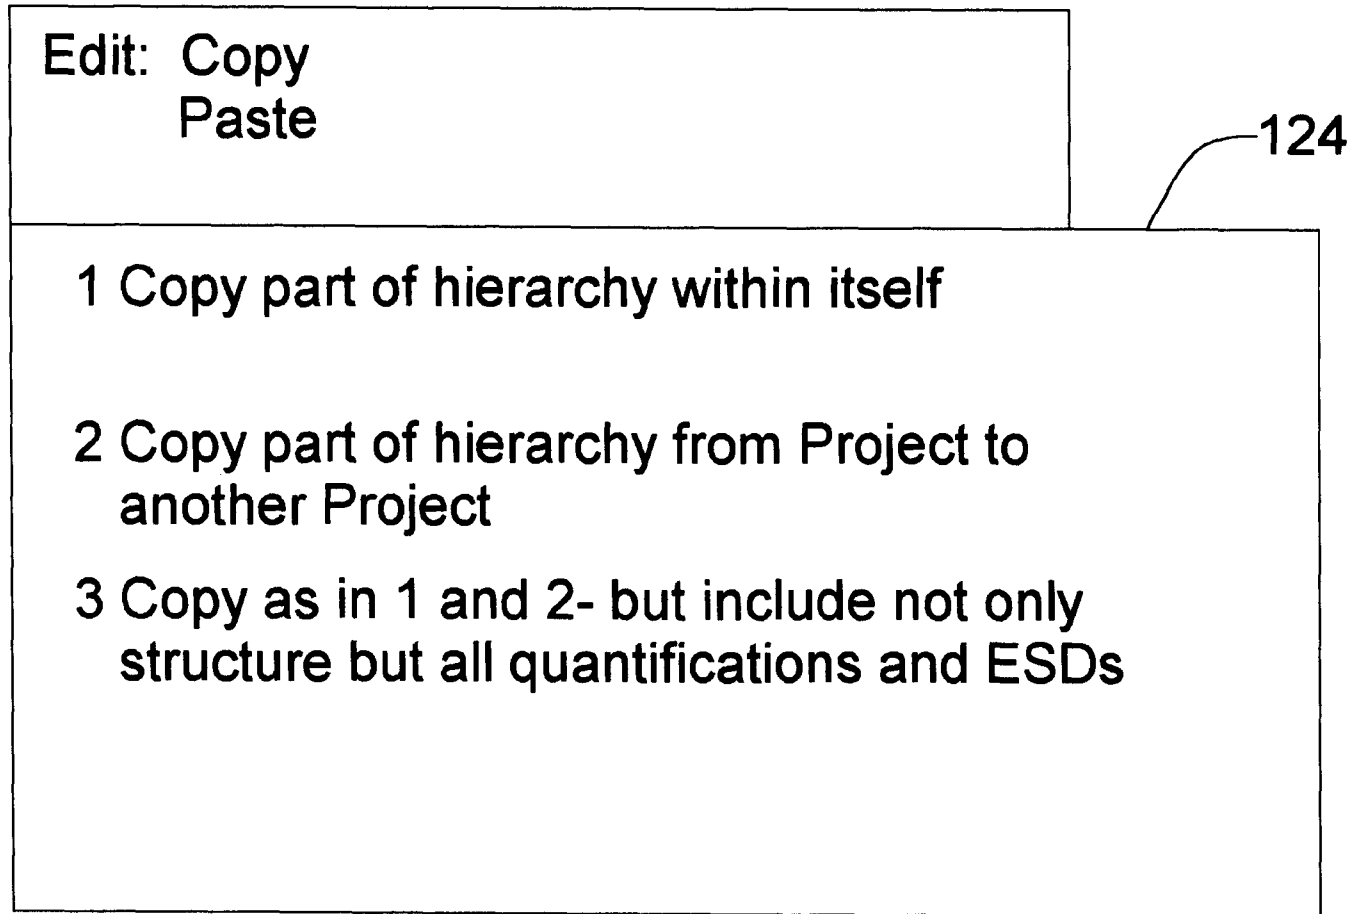 Edit: Copy
Paste
124
1 Copy part of hierarchy within itself
2 Copy part of hierarchy from Project to
another Project
3 Copy as in 1 and 2- but include not only
structure but all quantifications and ESDs